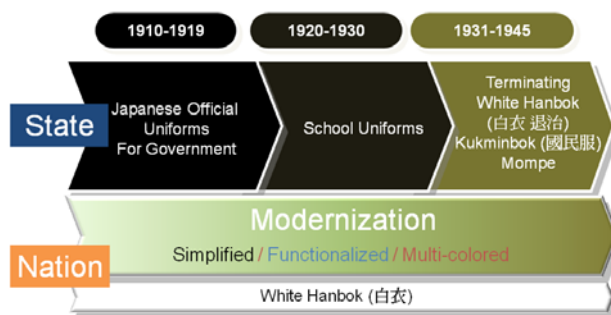 1910-1919
1920-1930
1931-1945
State
Japanese Official
Uniforms
For Government
School Uniforms
Terminating
White Hanbok
(白衣 退治)
Kukminbok (國民服)
Mompe
Nation
Modernization
Simplified / Functionalized / Multi-colored
White Hanbok (白衣)